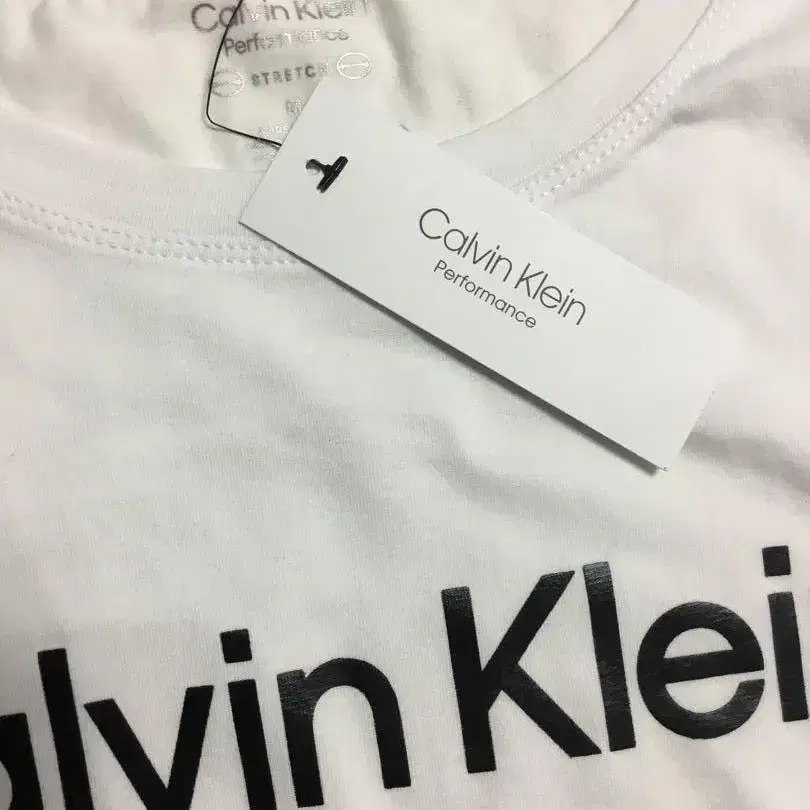 Calvin Klein
Performance
STRETCH
M
Calvin Klein
Performance
alvin Klei